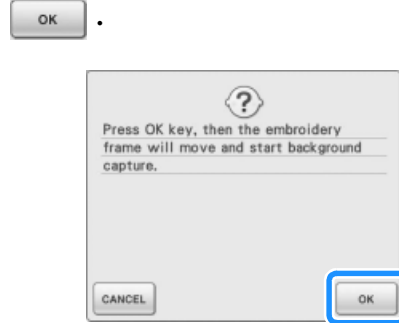 OK .
?
Press OK key, then the embroidery
frame will move and start background
capture.
CANCEL OK